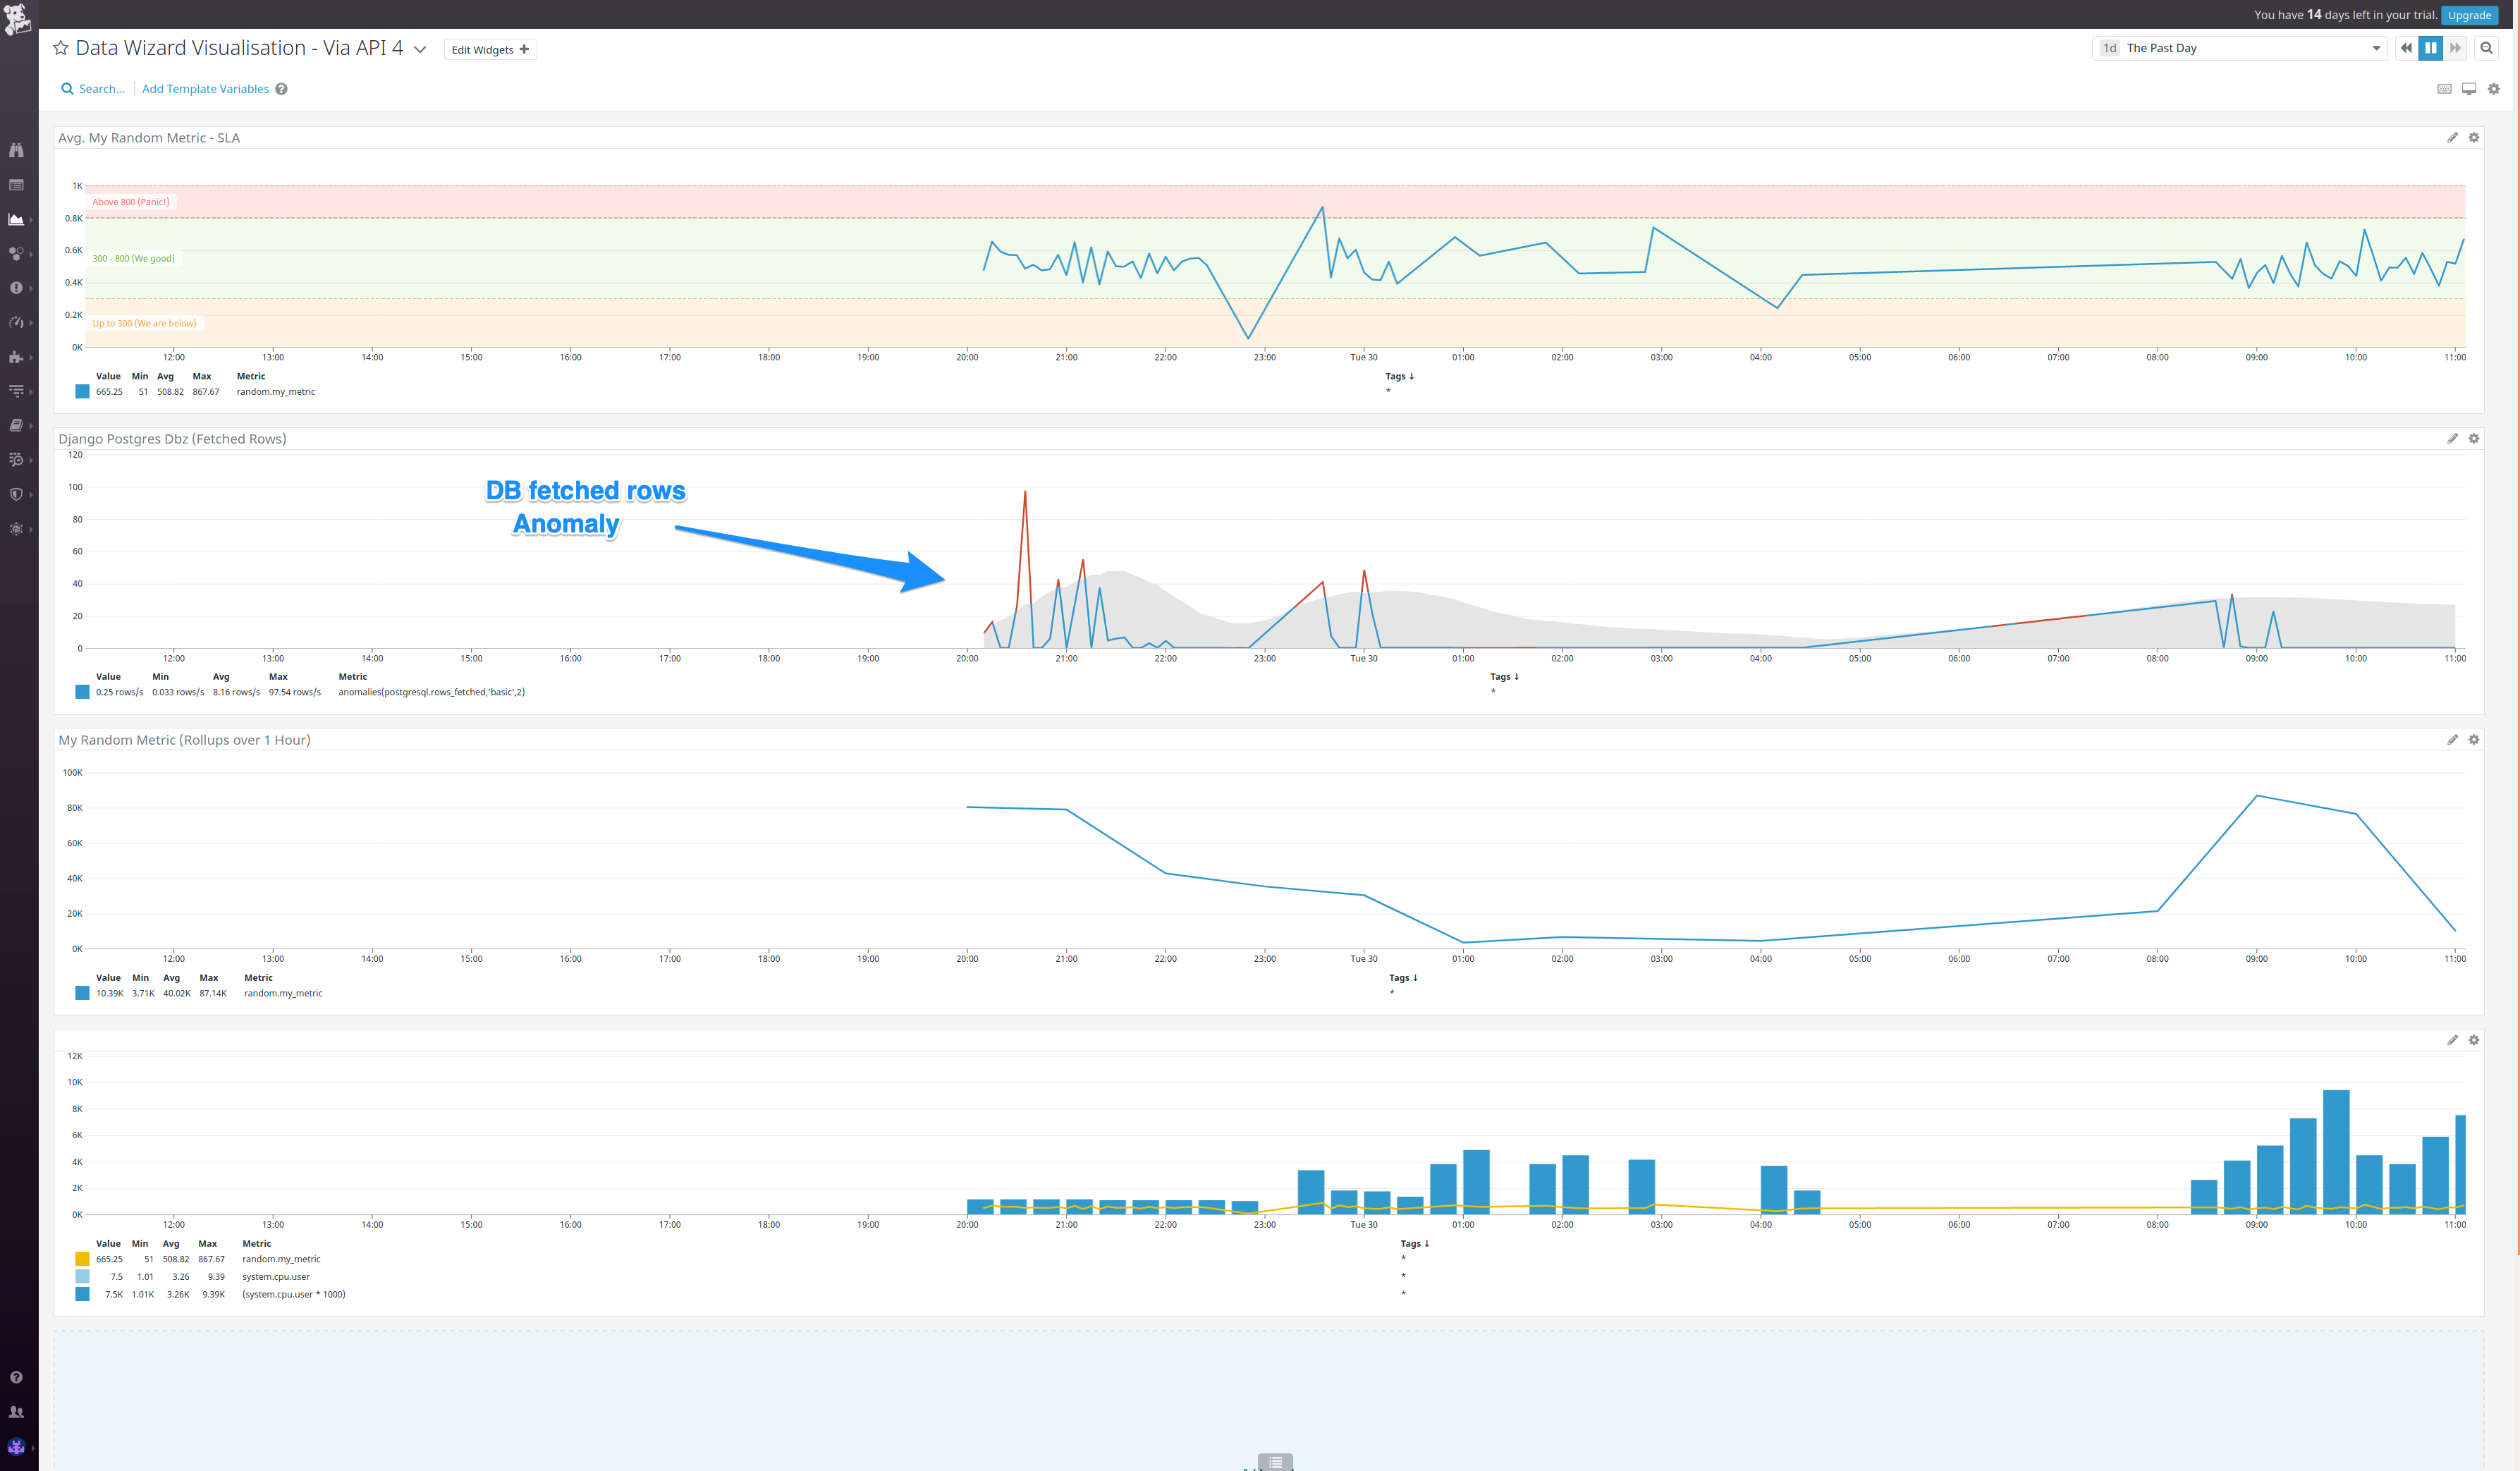 You have 14 days left in your trial. Upgrade
Data Wizard Visualisation - Via API 4 Edit Widgets +
1d The Past Day
Search... Add Template Variables ?
Avg. My Random Metric - SLA
1K
Above 800 (Panic!)
0.8K
0.6K
300 - 800 (We good)
0.4K
0.2K
Up to 300 (We are below)
0K
12:00 13:00 14:00 15:00 16:00 17:00 18:00 19:00 20:00 21:00 22:00 23:00 Tue 30 01:00 02:00 03:00 04:00 05:00 06:00 07:00 08:00 09:00 10:00 11:00
Value Min Avg Max Metric Tags ↓
665.25 51 508.82 867.67 random.my_metric *
Django Postgres Dbz (Fetched Rows)
120
100
DB fetched rows
Anomaly
80
60
40
20
0
12:00 13:00 14:00 15:00 16:00 17:00 18:00 19:00 20:00 21:00 22:00 23:00 Tue 30 01:00 02:00 03:00 04:00 05:00 06:00 07:00 08:00 09:00 10:00 11:00
Value Min Avg Max Metric Tags ↓
0.25 rows/s 0.033 rows/s 8.16 rows/s 97.54 rows/s anomalies(postgresql.rows_fetched,'basic',2) *
My Random Metric (Rollups over 1 Hour)
100K
80K
60K
40K
20K
0K
12:00 13:00 14:00 15:00 16:00 17:00 18:00 19:00 20:00 21:00 22:00 23:00 Tue 30 01:00 02:00 03:00 04:00 05:00 06:00 07:00 08:00 09:00 10:00 11:00
Value Min Avg Max Metric Tags ↓
10.39K 3.71K 40.02K 87.14K random.my_metric *
12K
10K
8K
6K
4K
2K
0K
12:00 13:00 14:00 15:00 16:00 17:00 18:00 19:00 20:00 21:00 22:00 23:00 Tue 30 01:00 02:00 03:00 04:00 05:00 06:00 07:00 08:00 09:00 10:00 11:00
Value Min Avg Max Metric Tags ↓
665.25 51 508.82 867.67 random.my_metric *
7.5 1.01 3.26 9.39 system.cpu.user *
7.5K 1.01K 3.26K 9.39K (system.cpu.user * 1000) *